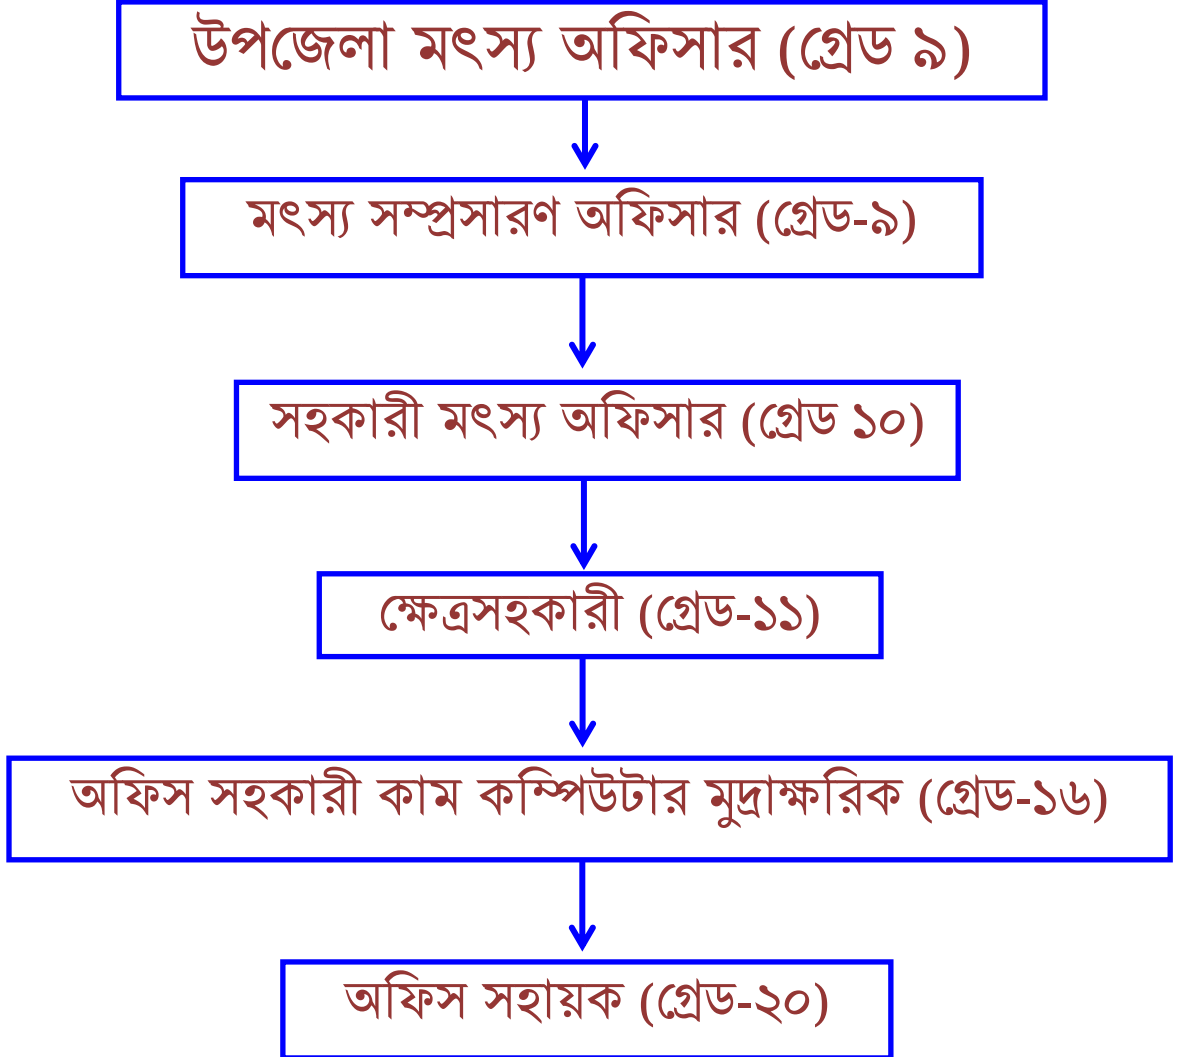 উপজেলা মৎস্য অফিসার (গ্রেড ৯)
মৎস্য সম্প্রসারণ অফিসার (গ্রেড-৯)
সহকারী মৎস্য অফিসার (গ্রেড ১০)
ক্ষেত্রসহকারী (গ্রেড-১১)
অফিস সহকারী কাম কম্পিউটার মুদ্রাক্ষরিক (গ্রেড-১৬)
অফিস সহায়ক (গ্রেড-২০)